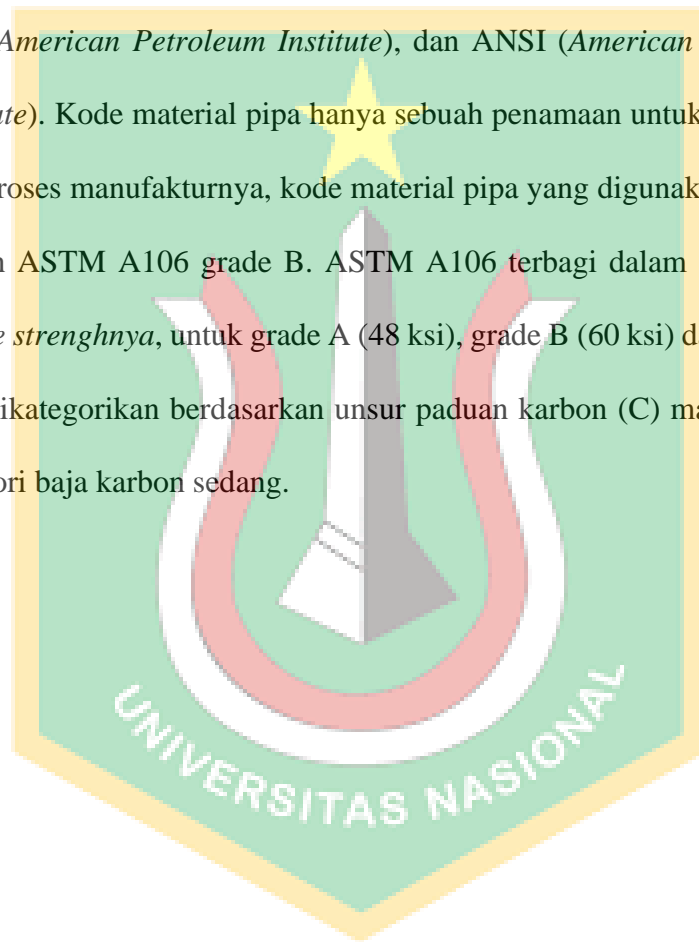 American Petroleum Institute), dan ANSI (American
te). Kode material pipa hanya sebuah penamaan untuk
roses manufakturnya, kode material pipa yang digunak
ASTM A106 grade B. ASTM A106 terbagi dalam
strenghnya, untuk grade A (48 ksi), grade B (60 ksi) d
ikategorikan berdasarkan unsur paduan karbon (C) ma
ori baja karbon sedang.
UNIVERSITAS NASIONAL